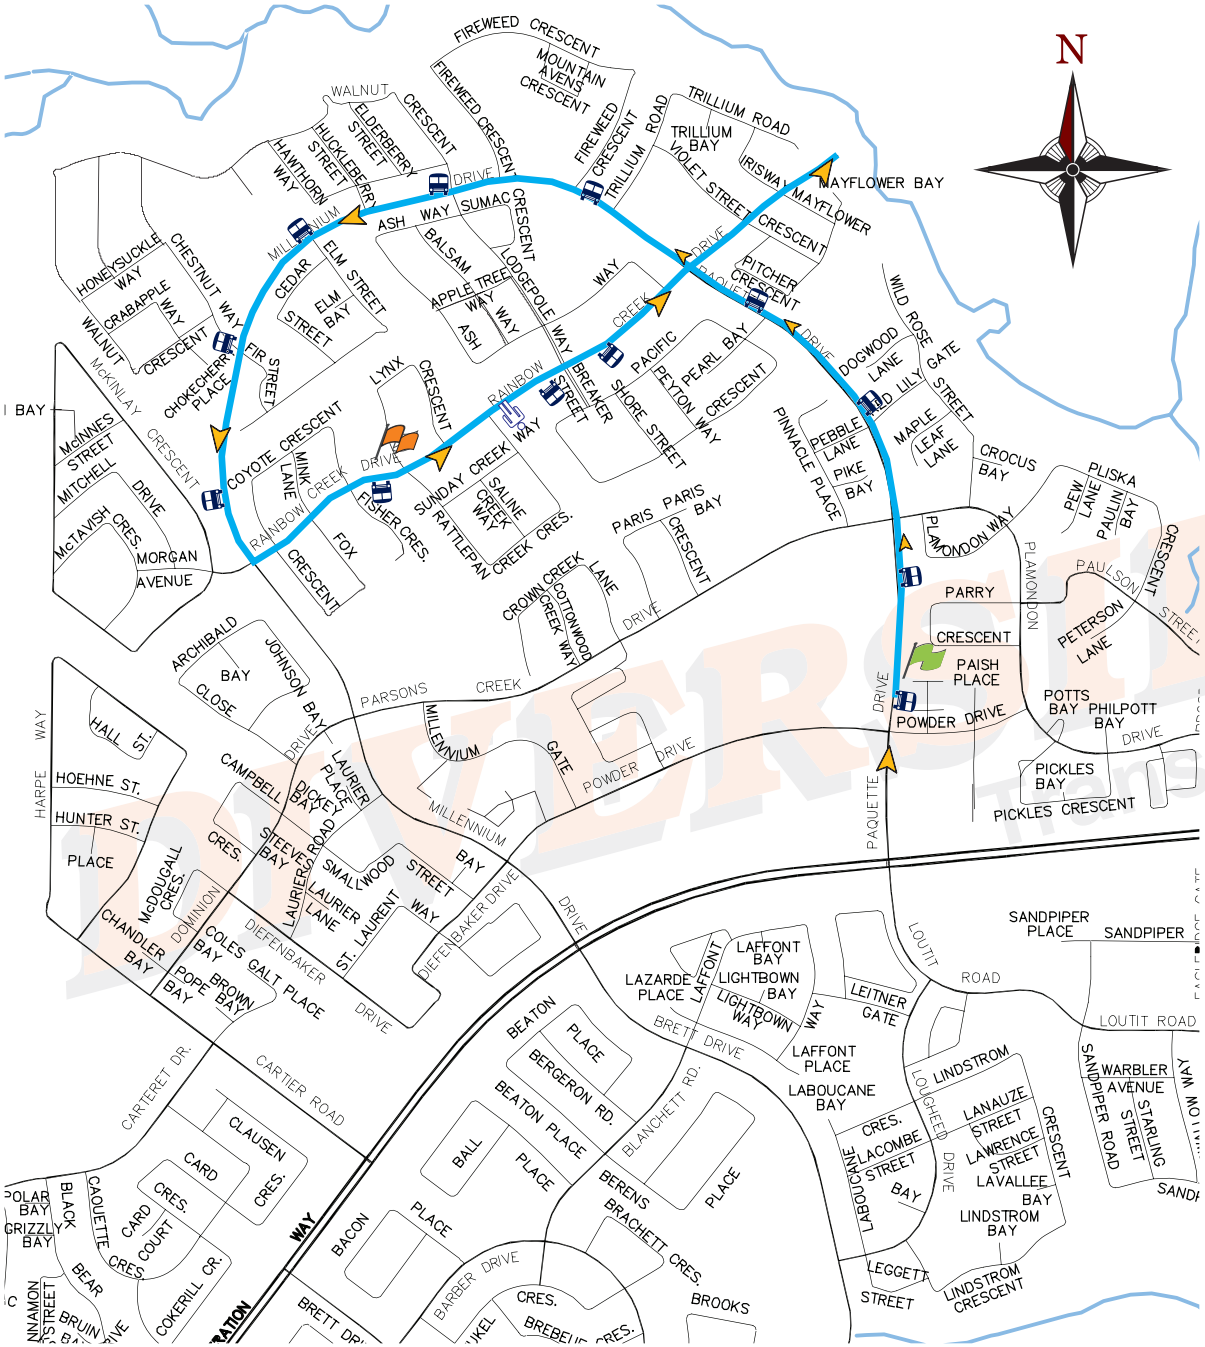 FIREWEED CRESCENT
MOUNTAIN
AVENS
CRESCENT
N
WALNUT
CRESCENT
FIREWEED CRESCENT
FIREWEED
CRESCENT
TRILLIUM ROAD
TRILLIUM ROAD
TRILLIUM
BAY
ELDERBERRY
STREET
HUCKLEBERRY
STREET
HAWTHORN
WAY
VIOLET STREET
MAYFLOWER BAY
MAYFLOWER
CRESCENT
DRIVE
ASH WAY
SUMAC
CRESCENT
BALSAM
WAY
APPLE TREE
WAY
ASH
LODGEPOLE WAY
WAY
DRIVE
PITCHER
CRESCENT
HONEYSUCKLE
WAY
CHESTNUT WAY
CRABAPPLE
WAY
WALNUT
CRESCENT
CEDAR
STREET
ELM STREET
ELM
BAY
FIR STREET
CHOKECHERRY
PLACE
CREEK
PACIFIC
PEARL BAY
PEYTON WAY
CRESCENT
BREAKER
STREET
SHORE STREET
DRIVE
WILD ROSE
STREET
DOGWOOD
LANE
LILY GATE
MAPLE
LEAF
LANE
CROCUS
BAY
PEBBLE
LANE
PIKE
BAY
PINNACLE PLACE
LYNX
CRESCENT
RAINBOW
McKINLAY
CRESCENT
BAY
McINNES
STREET
MITCHELL
DRIVE
McTAVISH
CRES.
MORGAN
AVENUE
COYOTE CRESCENT
MINK
LANE
RAINBOW CREEK
DRIVE
FOX
CRESCENT
FISHER CRES.
SUNDAY CREEK WAY
SALINE
CREEK
WAY
RATTLEPAN
CREEK CRES.
PARIS PARIS
BAY
CRESCENT
CROWN CREEK
LANE
COTTONWOOD
CREEK WAY
DRIVE
PLISKA
PEW
LANE
PAULIN
BAY
CRESCENT
PLAMONDON WAY
PLAMONDON
PAULSON
STREET
PETERSON
LANE
PARRY
CRESCENT
PAISH
PLACE
DRIVE
POWDER DRIVE
POTTS
BAY
PHILPOTT
BAY
DRIVE
PICKLES
BAY
PICKLES CRESCENT
PAQUETTE
DIVERSI
Trans
ARCHIBALD
BAY
CLOSE
JOHNSON BAY
DRIVE
PARSONS CREEK
MILLENNIUM
GATE
POWDER DRIVE
HARPE WAY
HALL ST.
HOEHNE ST.
HUNTER ST.
PLACE
CAMPBELL
BAY
CRES.
DICKEY
LAURIER
PLACE
STEEVES
BAY
LAURIERS ROAD
SMALLWOOD
STREET
LAURIER
LANE
MILLENNIUM
BAY
WAY
ST. LAURENT
DIEFENBAKER DRIVE
DRIVE
McDOUGALL
CRES.
DOMINION
CHANDLER
BAY
COLES
BAY
GALT PLACE
POPE BAY
BAY
BROWN
DIEFENBAKER
DRIVE
CARTIER ROAD
CARTERET DR.
CLAUSEN
CRES.
CARD
CRES.
CARD
COURT
COKERILL CR.
CAOUETTE
CRES.
BLACK
BEAR
POLAR
BAY
GRIZZLY
BAY
BRUIN
STREET
LOUTIT
ROAD
SANDPIPER
PLACE
SANDPIPER
LOUTIT ROAD
LAFFONT
LAFFONT
BAY
LIGHTBOWN
BAY
LIGHTBOWN
WAY
WAY
LAZARDE
PLACE
LEITNER
GATE
LAFFONT
PLACE
LABOUCANE
BAY
BRETT DRIVE
BEATON
PLACE
BERGERON RD.
BEATON PLACE
BLANCHETT RD.
BALL
PLACE
BERENS
PLACE
BRACHETT CRES.
BACON
PLACE
WAY
BARBER DRIVE
CRES.
BROOKS
LINDSTROM
CRESCENT
LOUGHEED
DRIVE
LANAUZE
STREET
LAWRENCE
STREET
LAVALLEE
BAY
LINDSTROM
BAY
LINDSTROM
CRESCENT
LABOUCANE
CRES.
LACOMBE
STREET
BAY
LEGGETT
STREET
SANDPIPER ROAD
WARBLER
AVENUE
STARLING
STREET